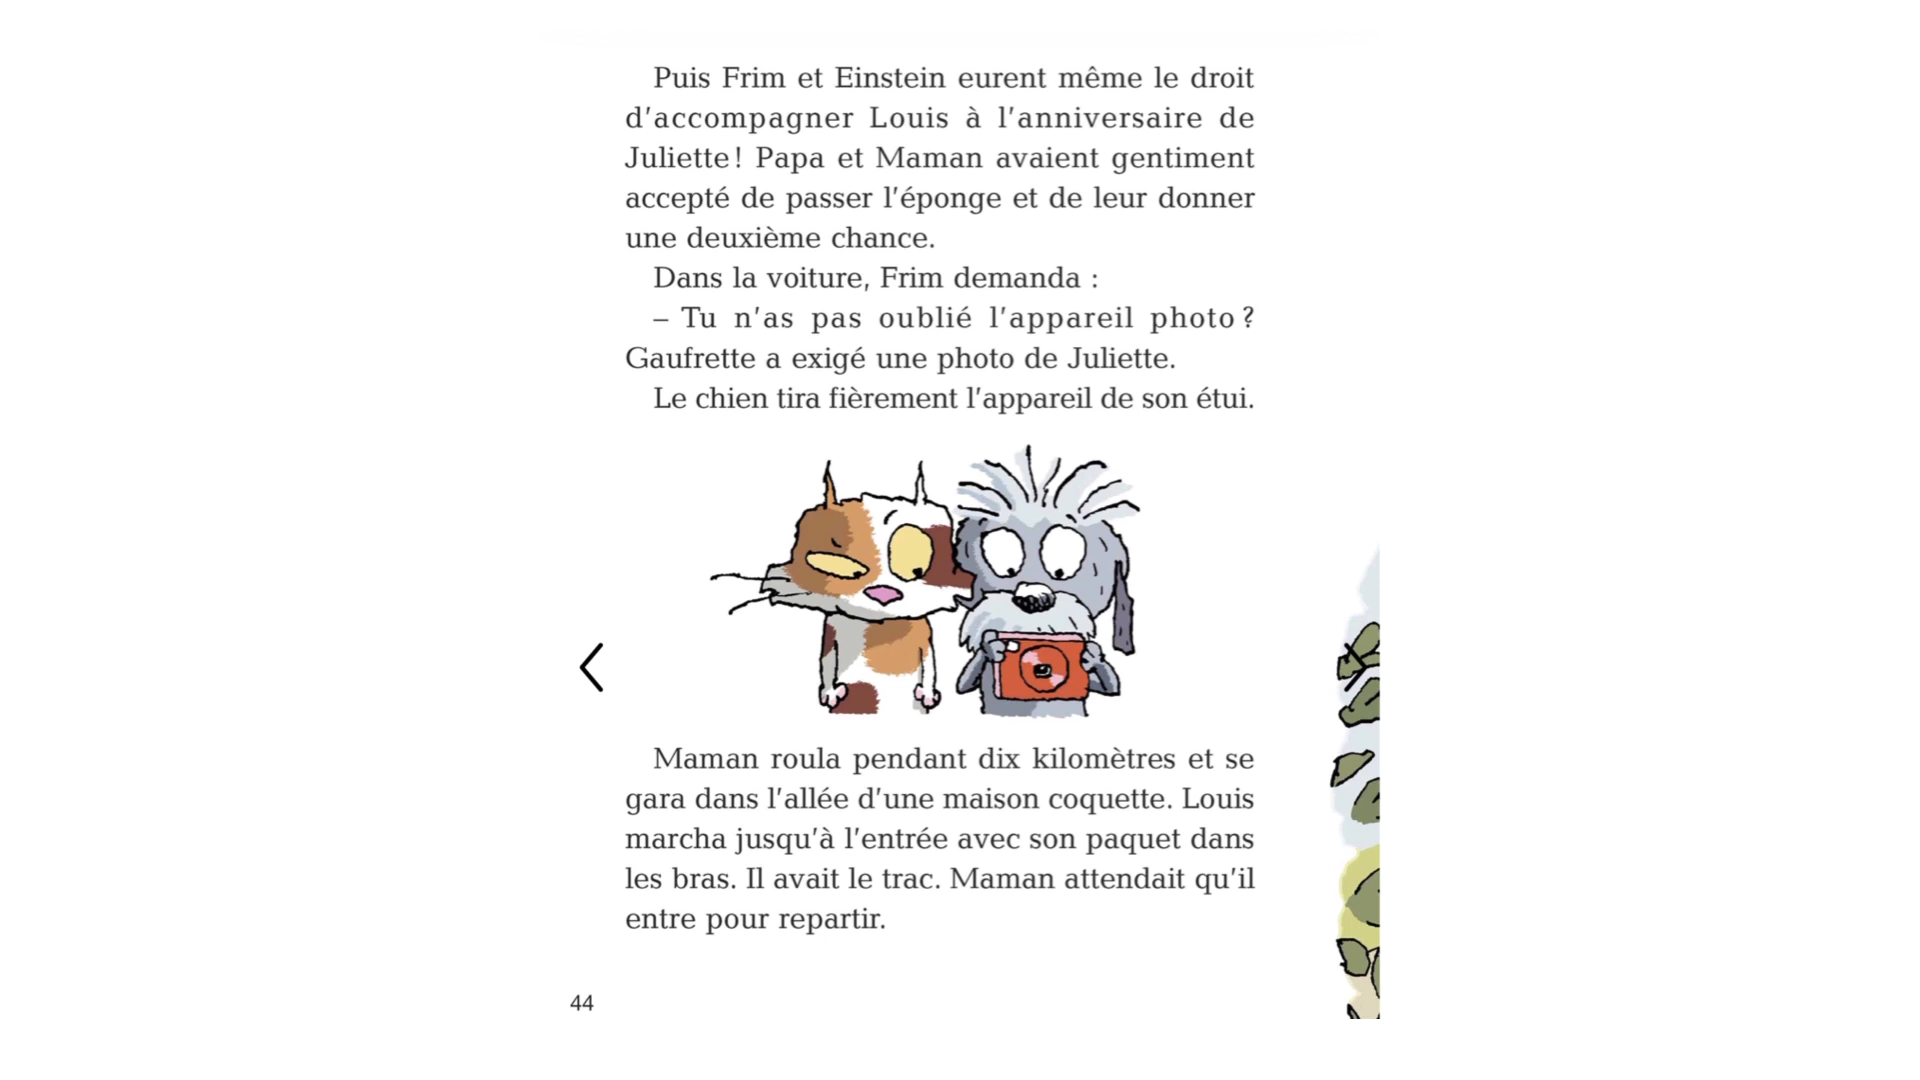 Puis Frim et Einstein eurent même le droit
d’accompagner Louis à l’anniversaire de
Juliette ! Papa et Maman avaient gentiment
accepté de passer l’éponge et de leur donner
une deuxième chance.
Dans la voiture, Frim demanda :
– Tu n’as pas oublié l’appareil photo ?
Gaufrette a exigé une photo de Juliette.
Le chien tira fièrement l’appareil de son étui.
Maman roula pendant dix kilomètres et se
gara dans l’allée d’une maison coquette. Louis
marcha jusqu’à l’entrée avec son paquet dans
les bras. Il avait le trac. Maman attendait qu’il
entre pour repartir.
44